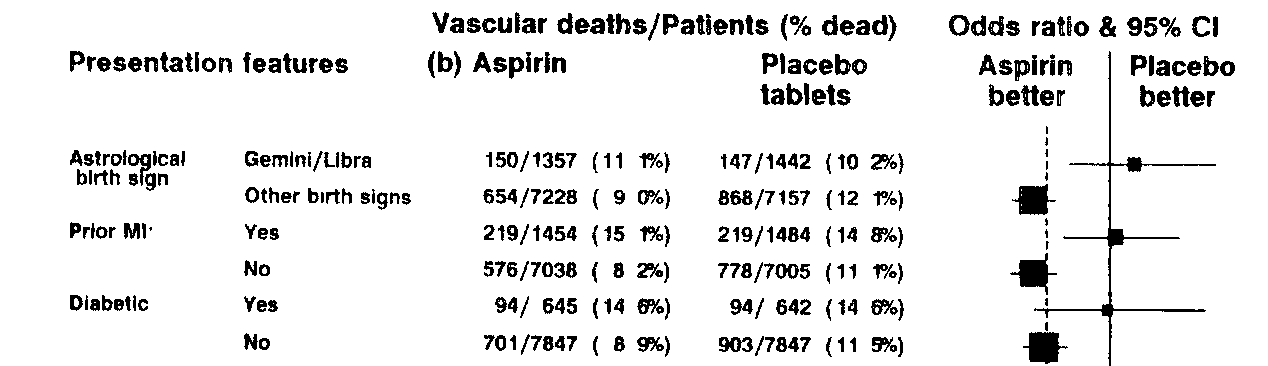 Vascular deaths/Patients (% dead) Odds ratio & 95% CI
Presentation features (b) Aspirin Placebo tablets Aspirin better Placebo better
Astrological birth sign Gemini/Libra 150/1357 (11 1%) 147/1442 (10 2%)
Other birth signs 654/7228 ( 9 0%) 868/7157 (12 1%)
Prior MI· Yes 219/1454 (15 1%) 219/1484 (14 8%)
No 576/7038 ( 8 2%) 778/7005 (11 1%)
Diabetic Yes 94/ 645 (14 6%) 94/ 642 (14 6%)
No 701/7847 ( 8 9%) 903/7847 (11 5%)